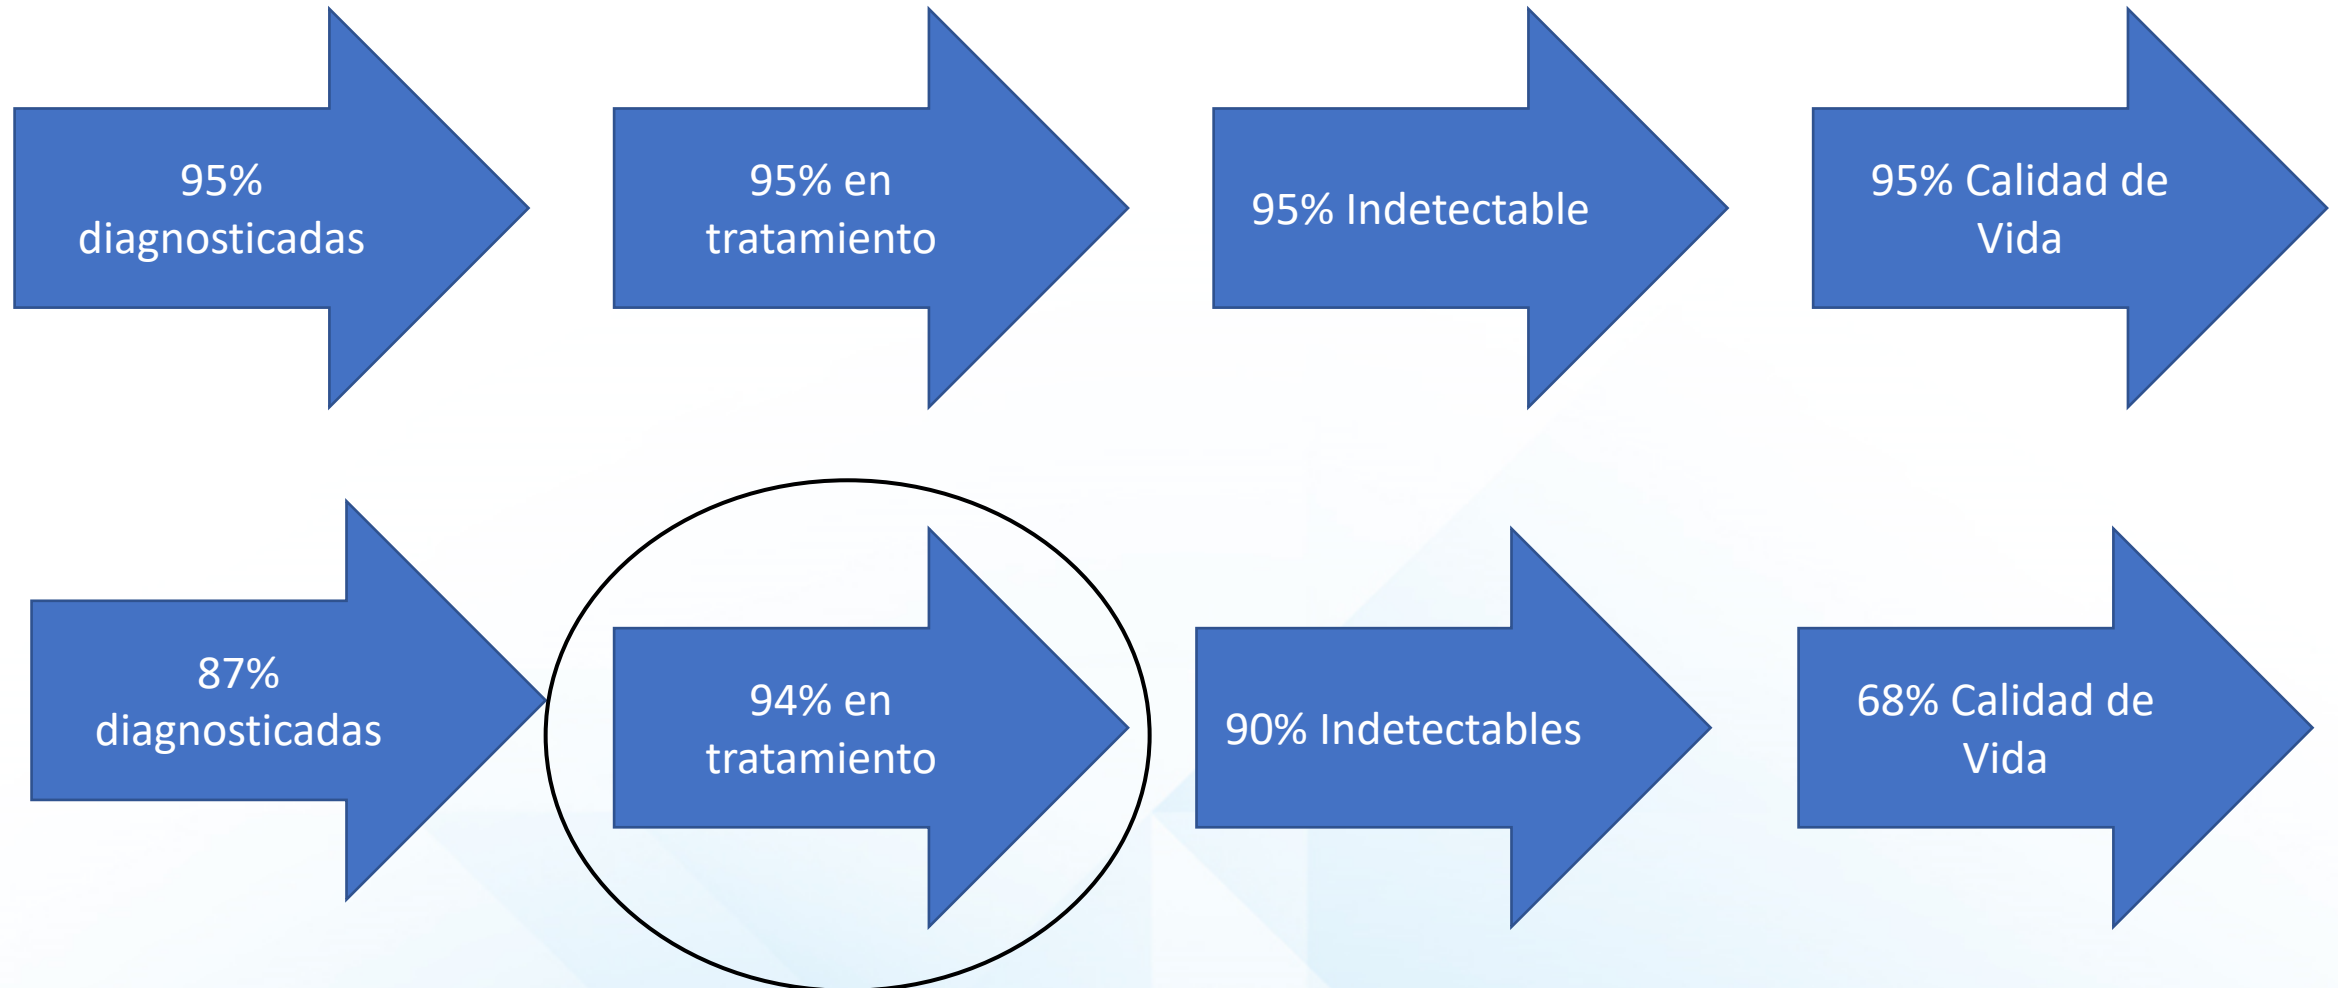 95%
diagnosticadas
95% en
tratamiento
95% Indetectable
95% Calidad de
Vida
87%
diagnosticadas
94% en
tratamiento
90% Indetectables
68% Calidad de
Vida